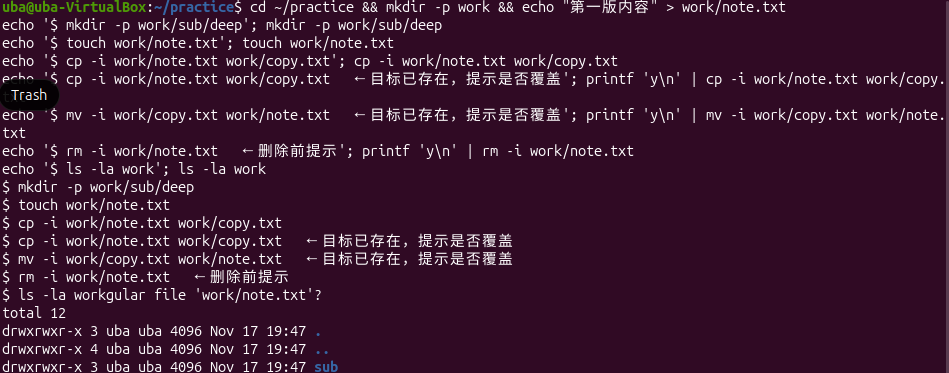 uba@uba-VirtualBox:~/practice$ cd ~/practice && mkdir -p work && echo "第一版内容" > work/note.txt
echo '$ mkdir -p work/sub/deep'; mkdir -p work/sub/deep
echo '$ touch work/note.txt'; touch work/note.txt
echo '$ cp -i work/note.txt work/copy.txt'; cp -i work/note.txt work/copy.txt
echo '$ cp -i work/note.txt work/copy.txt   ←目标已存在，提示是否覆盖'; printf 'y\n' | cp -i work/note.txt work/copy.
Trash
echo '$ mv -i work/copy.txt work/note.txt   ←目标已存在，提示是否覆盖'; printf 'y\n' | mv -i work/copy.txt work/note.
txt
echo '$ rm -i work/note.txt   ←删除前提示'; printf 'y\n' | rm -i work/note.txt
echo '$ ls -la work'; ls -la work
$ mkdir -p work/sub/deep
$ touch work/note.txt
$ cp -i work/note.txt work/copy.txt
$ cp -i work/note.txt work/copy.txt   ←目标已存在，提示是否覆盖
$ mv -i work/copy.txt work/note.txt   ←目标已存在，提示是否覆盖
$ rm -i work/note.txt   ←删除前提示
$ ls -la workgular file 'work/note.txt'?
total 12
drwxrwxr-x 3 uba uba 4096 Nov 17 19:47 .
drwxrwxr-x 4 uba uba 4096 Nov 17 19:47 ..
drwxrwxr-x 3 uba uba 4096 Nov 17 19:47 sub